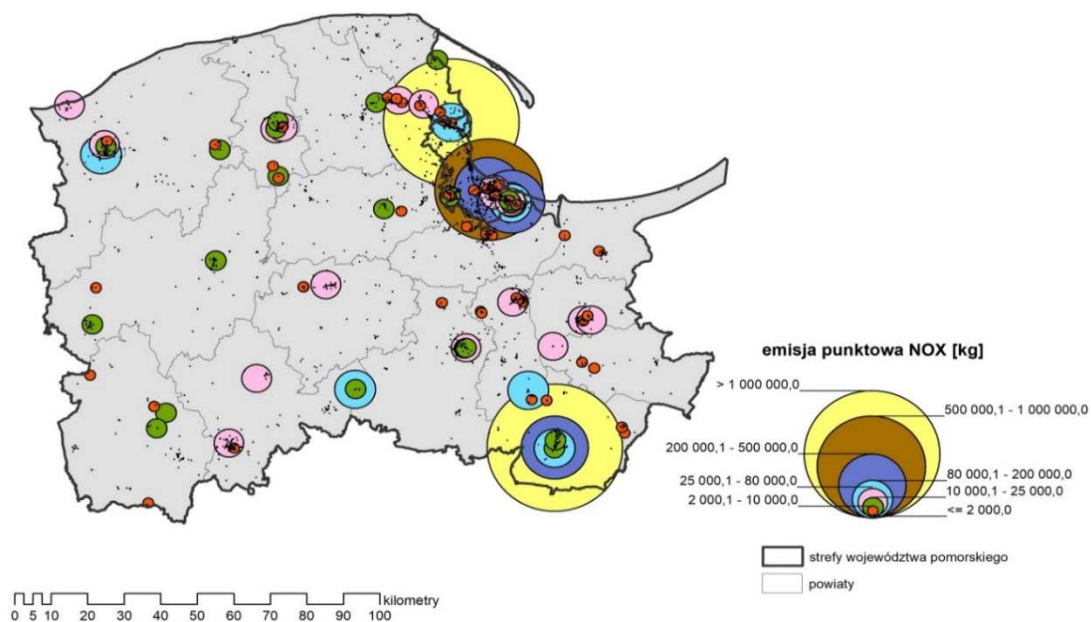 emisja punktowa NOX [kg]
> 1 000 000,0
500 000,1 - 1 000 000,0
200 000,1 - 500 000,0
80 000,1 - 200 000,0
25 000,1 - 80 000,0
10 000,1 - 25 000,0
2 000,1 - 10 000,0
<= 2 000,0
strefy województwa pomorskiego
powiaty
kilometry
0 5 10 20 30 40 50 60 70 80 90 100